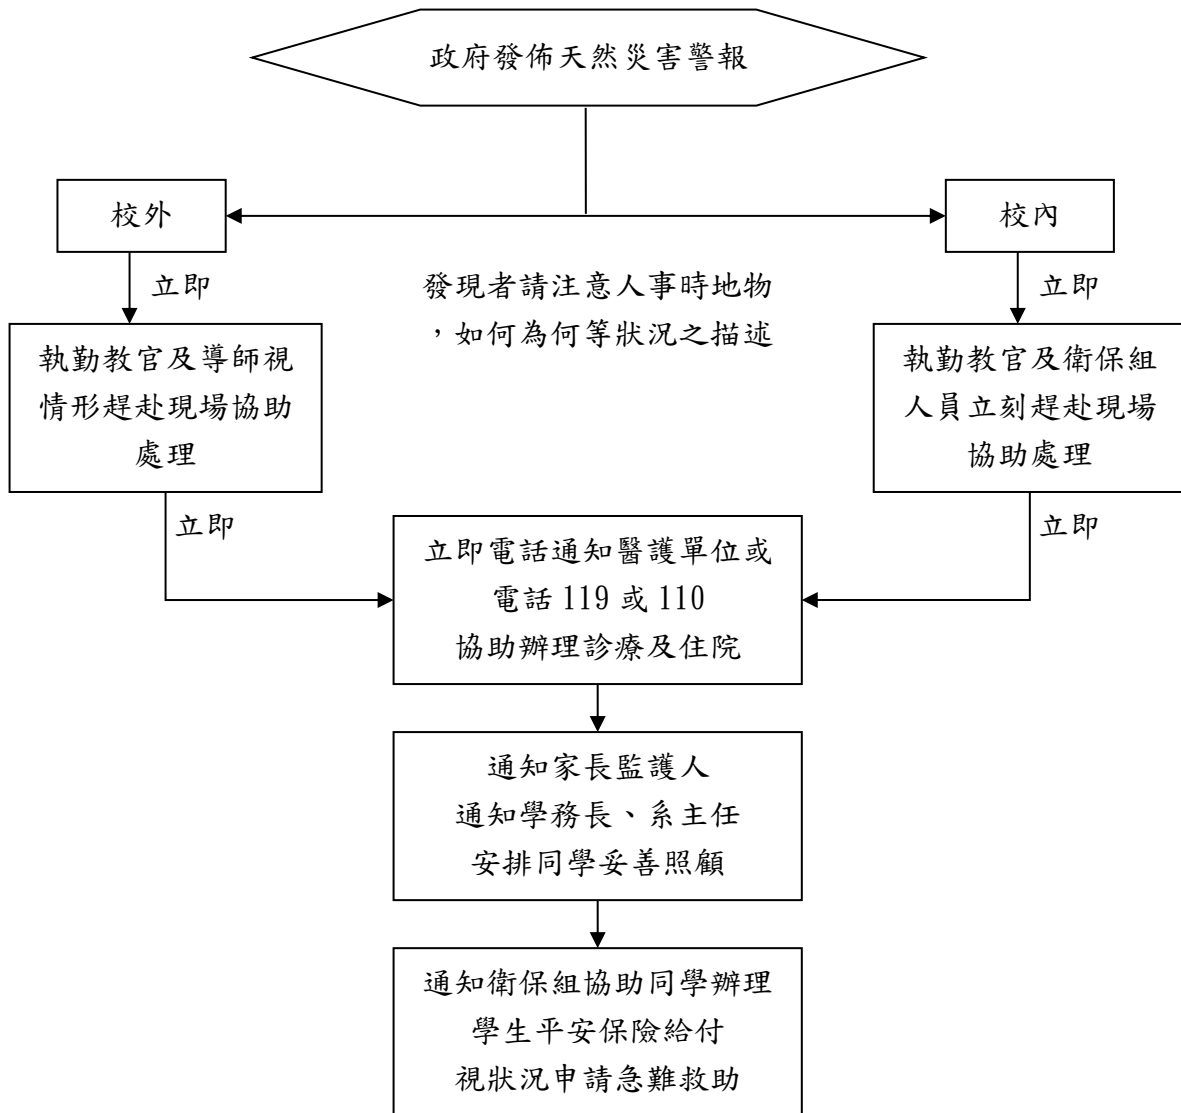 政府發佈天然災害警報
校外
校內
立即
發現者請注意人事時地物
，如何為何等狀況之描述
立即
執勤教官及導師視
情形趕赴現場協助
處理
執勤教官及衛保組
人員立刻趕赴現場
協助處理
立即
立即
立即電話通知醫護單位或
電話 119 或 110
協助辦理診療及住院
通知家長監護人
通知學務長、系主任
安排同學妥善照顧
通知衛保組協助同學辦理
學生平安保險給付
視狀況申請急難救助